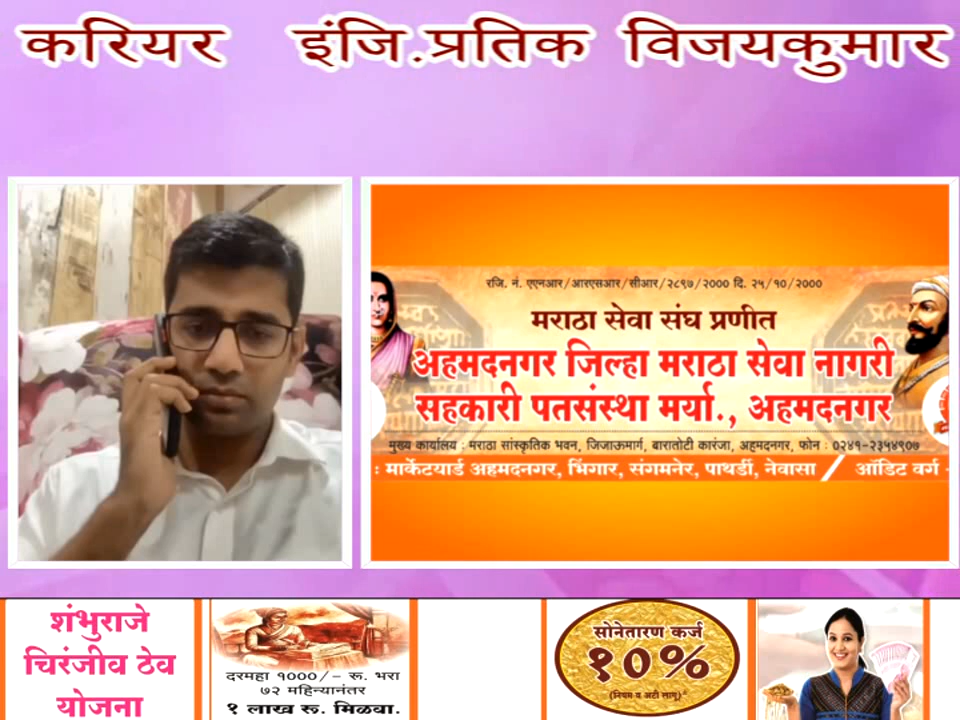 करियर इंजि.प्रतिक विजयकुमार
रजि. नं. एएनआर/आरएसआर/सीआर/२८९७/२००० दि. २५/१०/२०००
मराठा सेवा संघ प्रणीत
अहमदनगर जिल्हा मराठा सेवा नागरी
सहकारी पतसंस्था मर्या., अहमदनगर
मुख्य कार्यालय : मराठा सांस्कृतिक भवन, जिजाऊमार्ग, बारातोटी कारंजा, अहमदनगर, फोन : ०२४१-२३५४९०७
: मार्केटयार्ड अहमदनगर, भिंगार, संगमनेर, पाथर्डी, नेवासा / ऑडिट वर्ग -
शंभुराजे
चिरंजीव ठेव
योजना
दरमहा १०००/- रू. भरा
७२ महिन्यानंतर
१ लाख रू. मिळवा.
सोनेतारण कर्ज
१०%
(नियम व अटी लागू)*